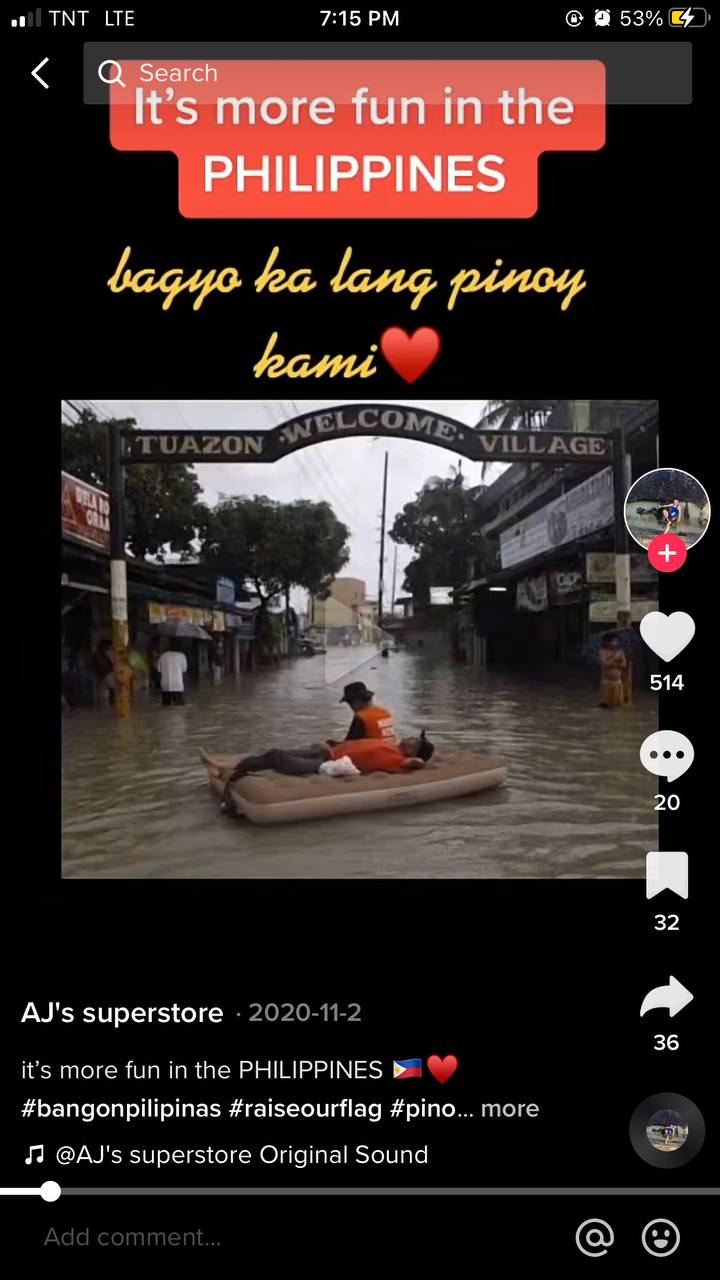 TNT LTE 7:15 PM 53%
Search
It's more fun in the
PHILIPPINES
bagyo ka lang pinoy
kami❤️
TUAZON WELCOME VILLAGE
514
20
32
36
AJ's superstore · 2020-11-2
it's more fun in the PHILIPPINES 🇵🇭❤️
#bangonpilipinas #raiseourflag #pino... more
@AJ's superstore Original Sound
Add comment...